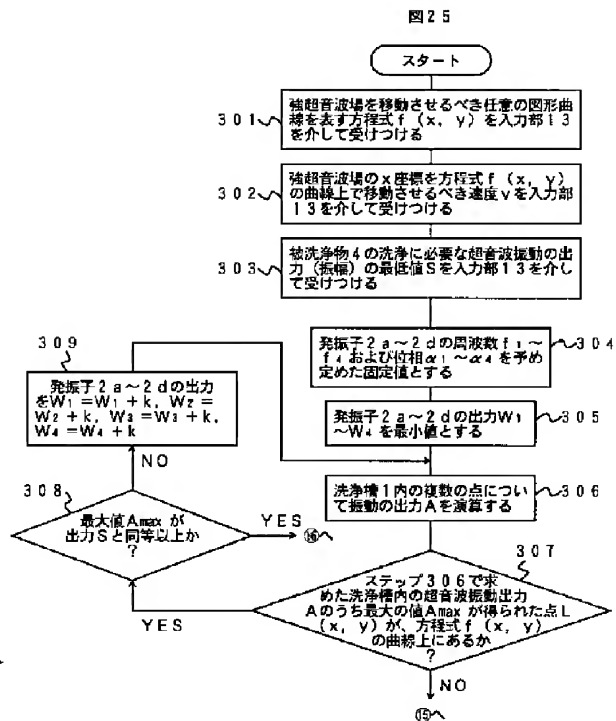 図25
スタート
301
強超音波場を移動させるべき任意の図形曲
線を表す方程式f (x, y) を入力部13
を介して受けつける
302
強超音波場のx座標を方程式f (x, y)
の曲線上で移動させるべき速度vを入力部
13を介して受けつける
303
被洗浄物4の洗浄に必要な超音波振動の出
力 (振幅) の最低値Sを入力部13を介し
て受けつける
304
発振子2a~2dの周波数f₁~
f₄および位相α₁~α₄を予め
定めた固定値とする
305
発振子2a~2dの出力W₁
~W₄を最小値とする
306
洗浄槽1内の複数の点につい
て振動の出力Aを演算する
307
ステップ306で求
めた洗浄槽内の超音波振動出力
Aのうち最大の値Amaxが得られた点L
(x, y) が、方程式f (x, y)
の曲線上にあるか
?
YES
NO
⑮へ
308
最大値Amaxが
出力Sと同等以上か
?
YES
⑯へ
NO
309
発振子2a~2dの出力
をW₁=W₁+k, W₂=
W₂+k, W₃=W₃+k,
W₄=W₄+k